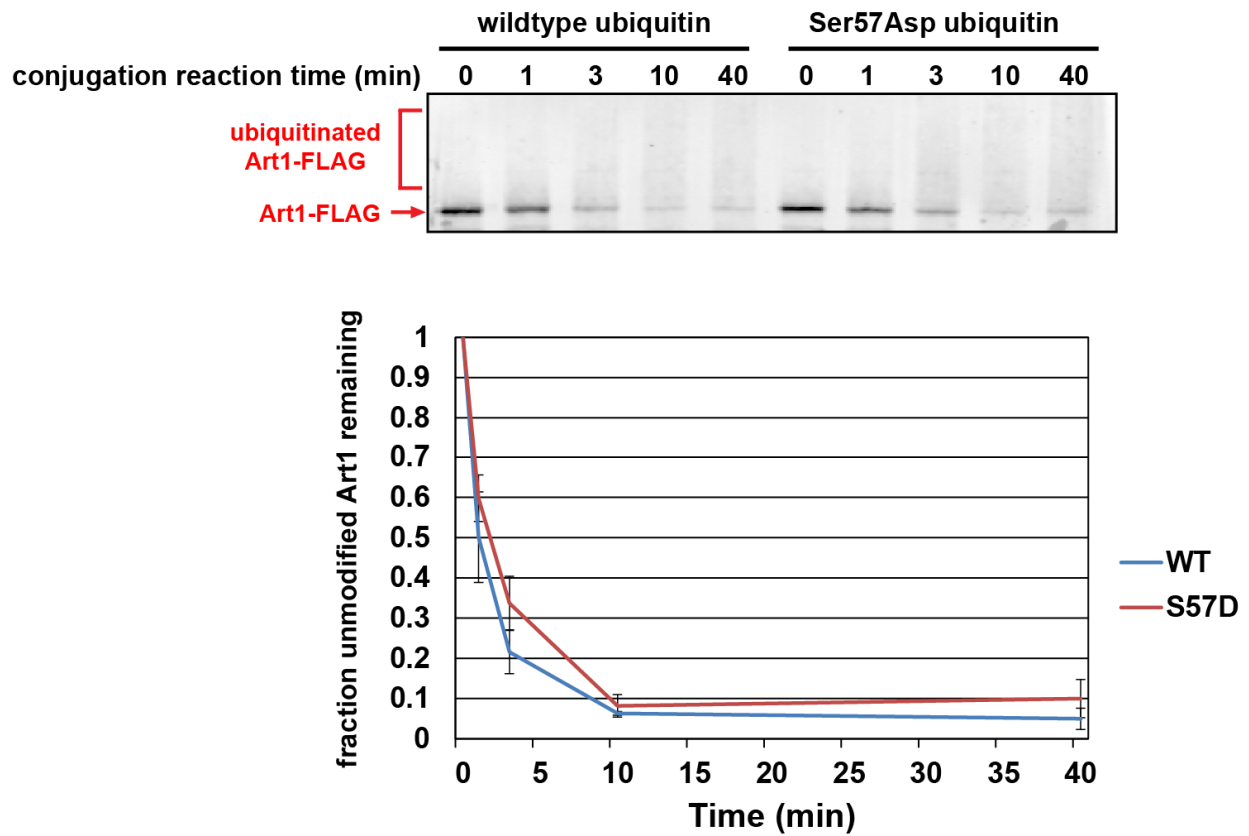 wildtype ubiquitin Ser57Asp ubiquitin
conjugation reaction time (min) 0 1 3 10 40 0 1 3 10 40
ubiquitinated
Art1-FLAG
Art1-FLAG
fraction unmodified Art1 remaining
1
0.9
0.8
0.7
0.6
0.5
0.4
0.3
0.2
0.1
0
WT
S57D
0 5 10 15 20 25 30 35 40
Time (min)